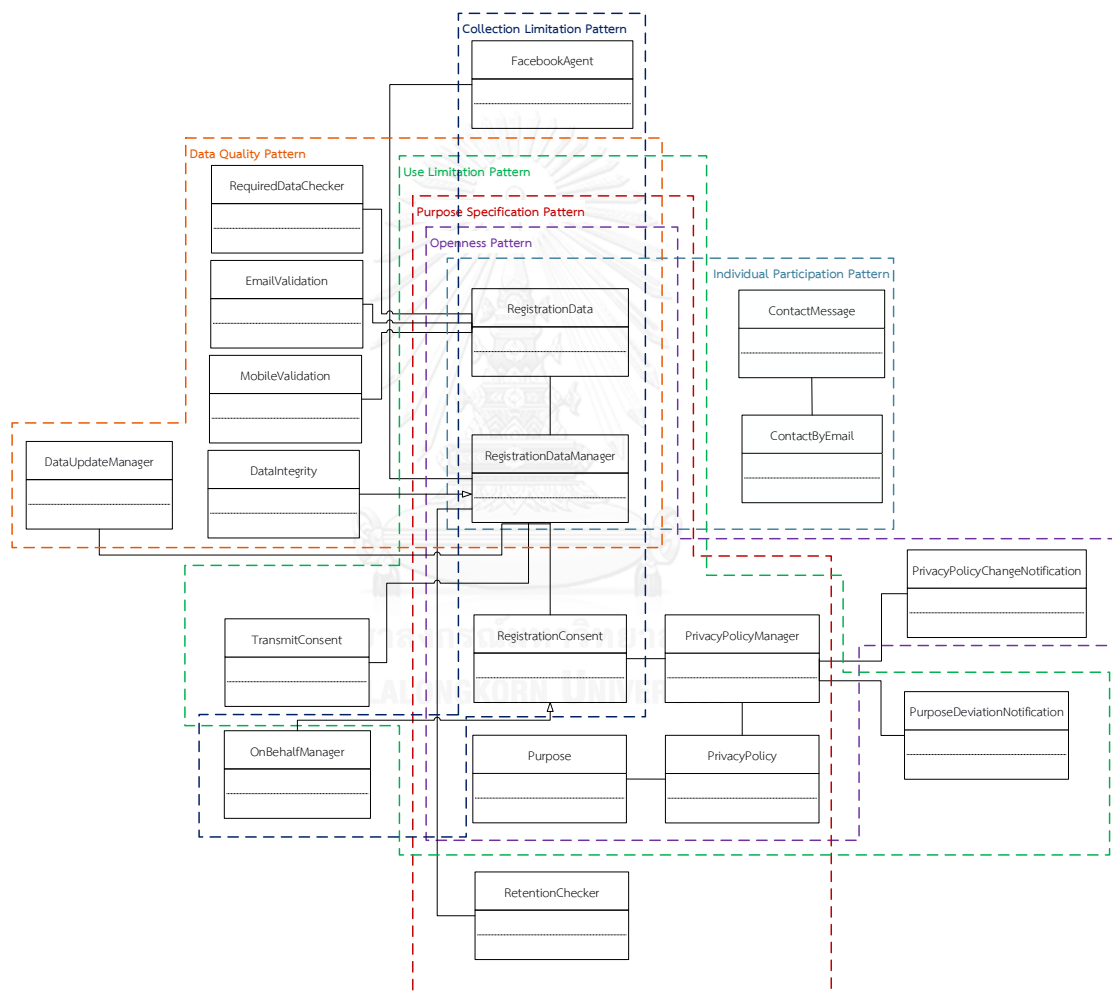 Collection Limitation Pattern
FacebookAgent
Data Quality Pattern
Use Limitation Pattern
RequiredDataChecker
Purpose Specification Pattern
Openness Pattern
Individual Participation Pattern
EmailValidation
RegistrationData
ContactMessage
MobileValidation
ContactByEmail
DataUpdateManager
DataIntegrity
RegistrationDataManager
PrivacyPolicyChangeNotification
TransmitConsent
RegistrationConsent
PrivacyPolicyManager
PurposeDeviationNotification
OnBehalfManager
Purpose
PrivacyPolicy
RetentionChecker